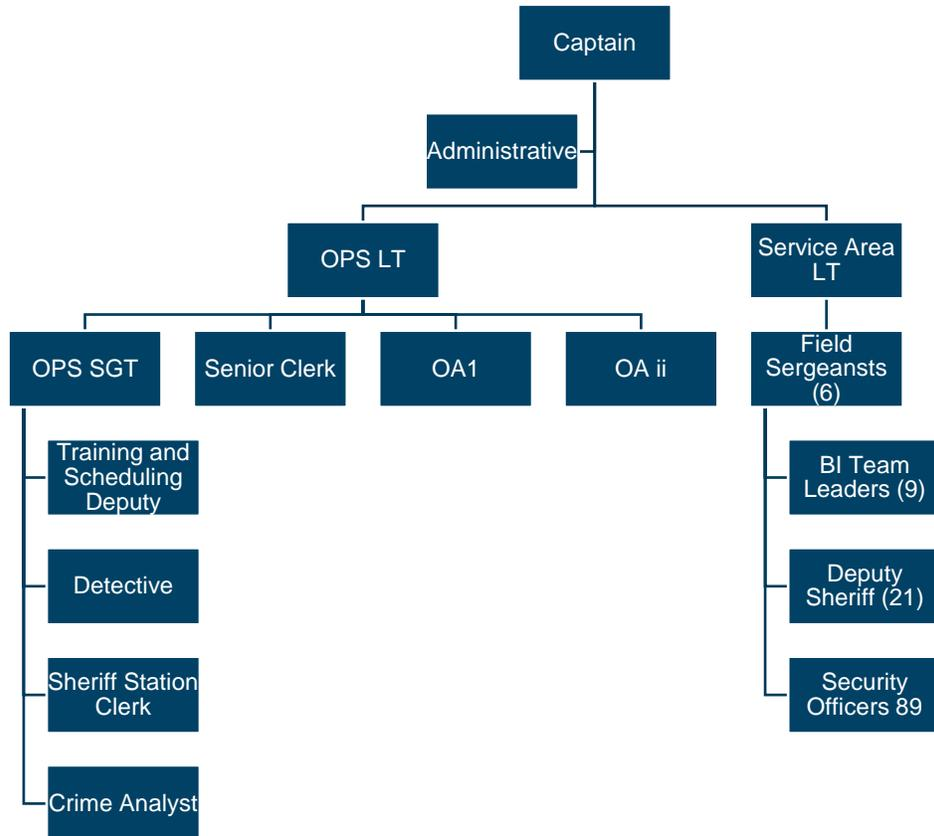 Captain
Administrative
OPS LT
Service Area
LT
OPS SGT
Senior Clerk
OA1
OA ii
Field
Sergeansts
(6)
Training and
Scheduling
Deputy
BI Team
Leaders (9)
Detective
Deputy
Sheriff (21)
Sheriff Station
Clerk
Security
Officers 89
Crime Analyst